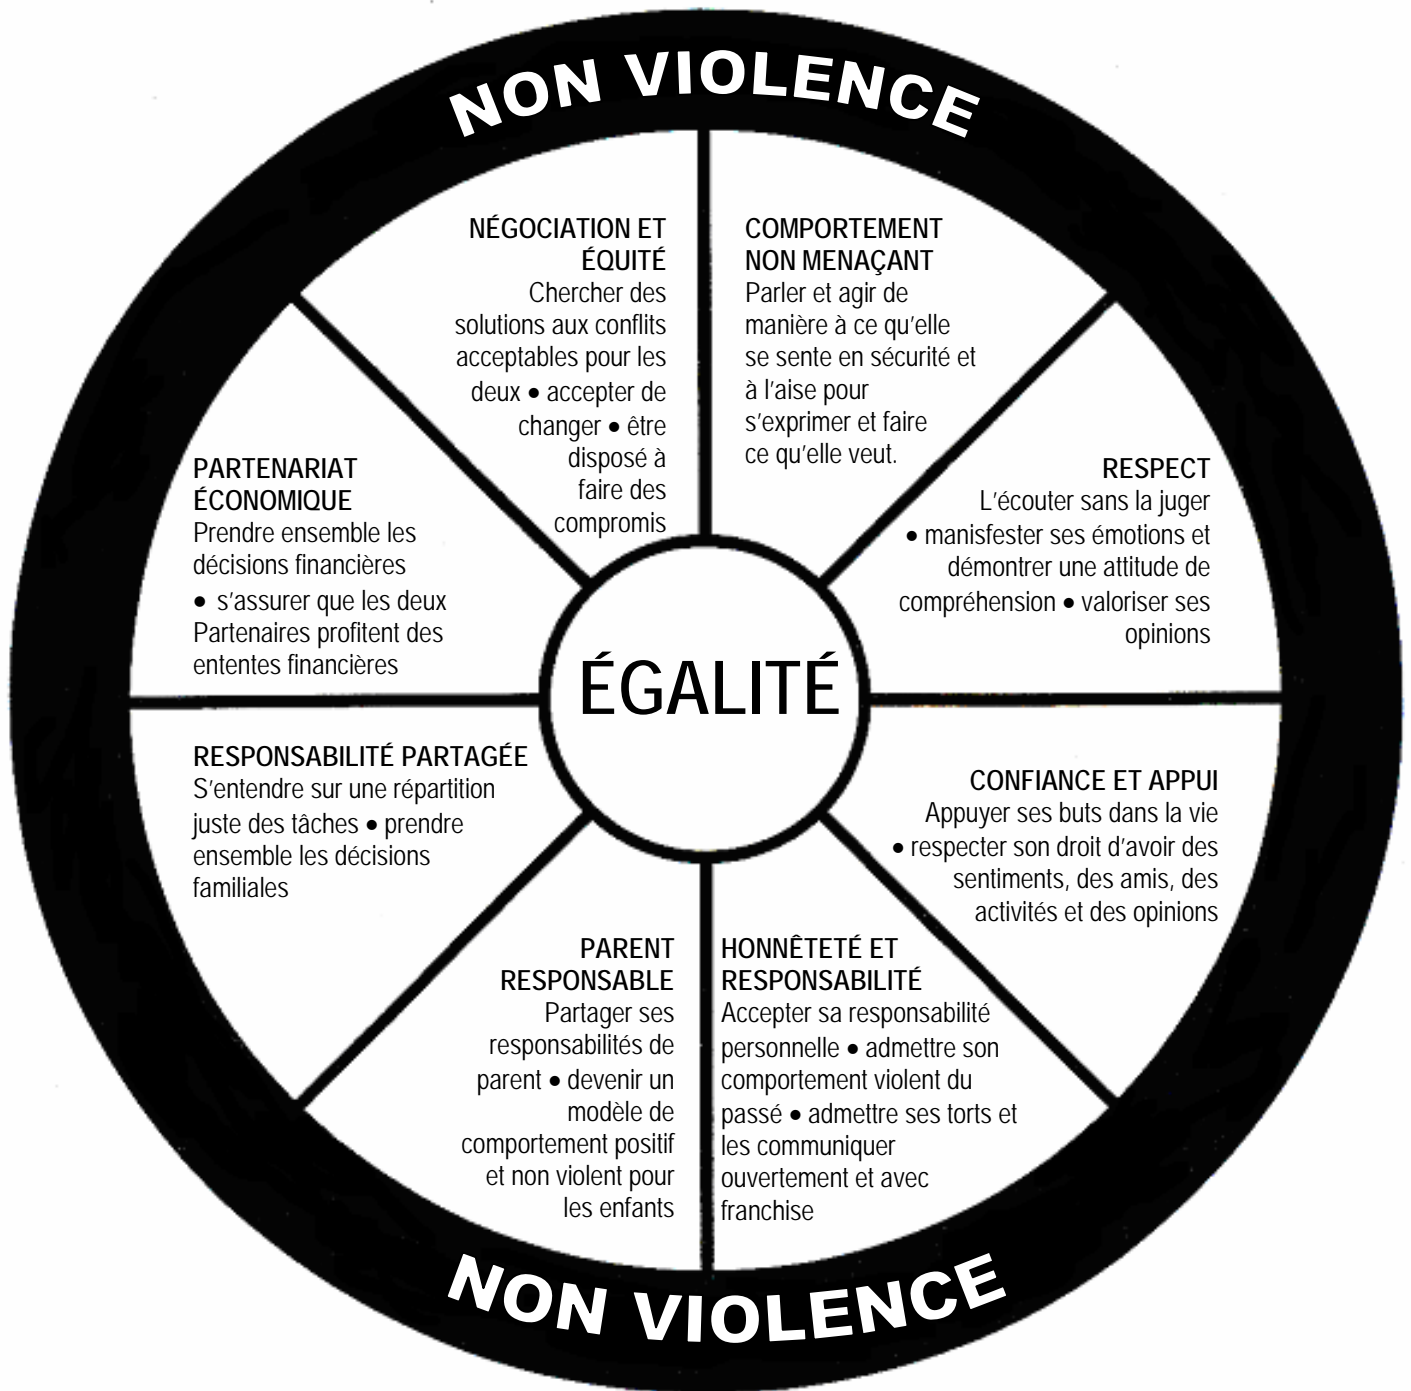 NON VIOLENCE
NÉGOCIATION ET
ÉQUITÉ
Chercher des
solutions aux conflits
acceptables pour les
deux • accepter de
changer • être
disposé à
faire des
compromis
COMPORTEMENT
NON MENAÇANT
Parler et agir de
manière à ce qu'elle
se sente en sécurité et
à l'aise pour
s'exprimer et faire
ce qu'elle veut.
PARTENARIAT
ÉCONOMIQUE
Prendre ensemble les
décisions financières
• s'assurer que les deux
Partenaires profitent des
ententes financières
RESPECT
L'écouter sans la juger
• manisfester ses émotions et
démontrer une attitude de
compréhension • valoriser ses
opinions
ÉGALITÉ
RESPONSABILITÉ PARTAGÉE
S'entendre sur une répartition
juste des tâches • prendre
ensemble les décisions
familiales
CONFIANCE ET APPUI
Appuyer ses buts dans la vie
• respecter son droit d'avoir des
sentiments, des amis, des
activités et des opinions
PARENT
RESPONSABLE
Partager ses
responsabilités de
parent • devenir un
modèle de
comportement positif
et non violent pour
les enfants
HONNÊTETÉ ET
RESPONSABILITÉ
Accepter sa responsabilité
personnelle • admettre son
comportement violent du
passé • admettre ses torts et
les communiquer
ouvertement et avec
franchise
NON VIOLENCE